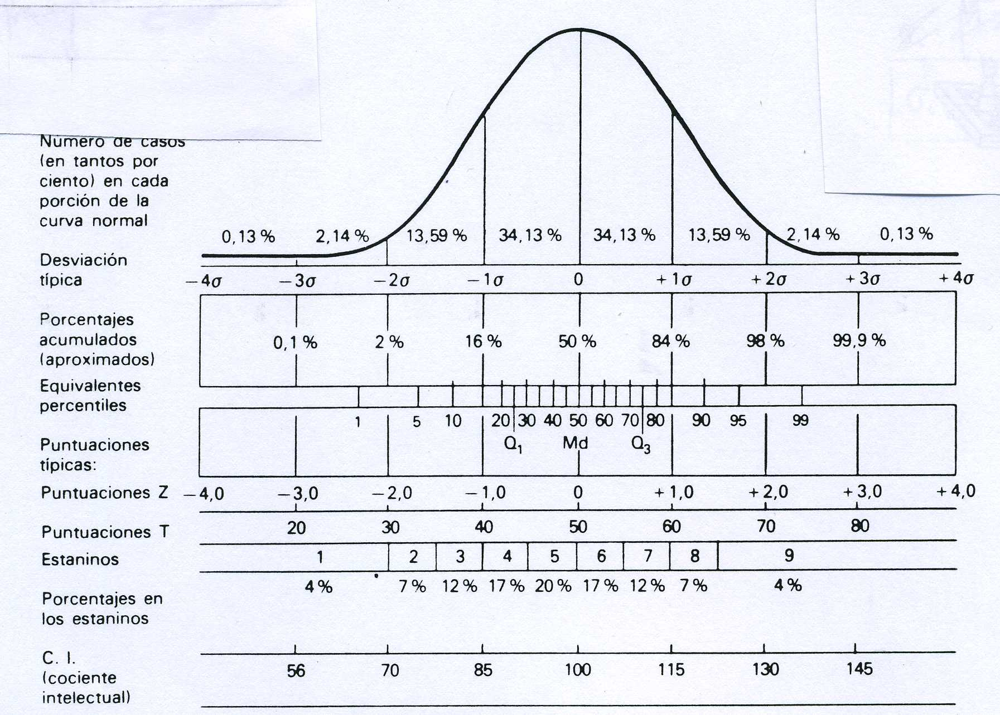 Número de casos
(en tantos por
ciento) en cada
porción de la
curva normal
0,13 % 2,14 % 13,59 % 34,13 % 34,13 % 13,59 % 2,14 % 0,13 %
Desviación
típica
−4σ −3σ −2σ −1σ 0 +1σ +2σ +3σ +4σ
Porcentajes
acumulados
(aproximados)
0,1 % 2 % 16 % 50 % 84 % 98 % 99,9 %
Equivalentes
percentiles
1 5 10 20 30 40 50 60 70 80 90 95 99
Q1 Md Q3
Puntuaciones
típicas:
Puntuaciones Z −4,0 −3,0 −2,0 −1,0 0 +1,0 +2,0 +3,0 +4,0
Puntuaciones T 20 30 40 50 60 70 80
Estaninos 1 2 3 4 5 6 7 8 9
4 % 7 % 12 % 17 % 20 % 17 % 12 % 7 % 4 %
Porcentajes en
los estaninos
C. I.
(cociente
intelectual)
56 70 85 100 115 130 145